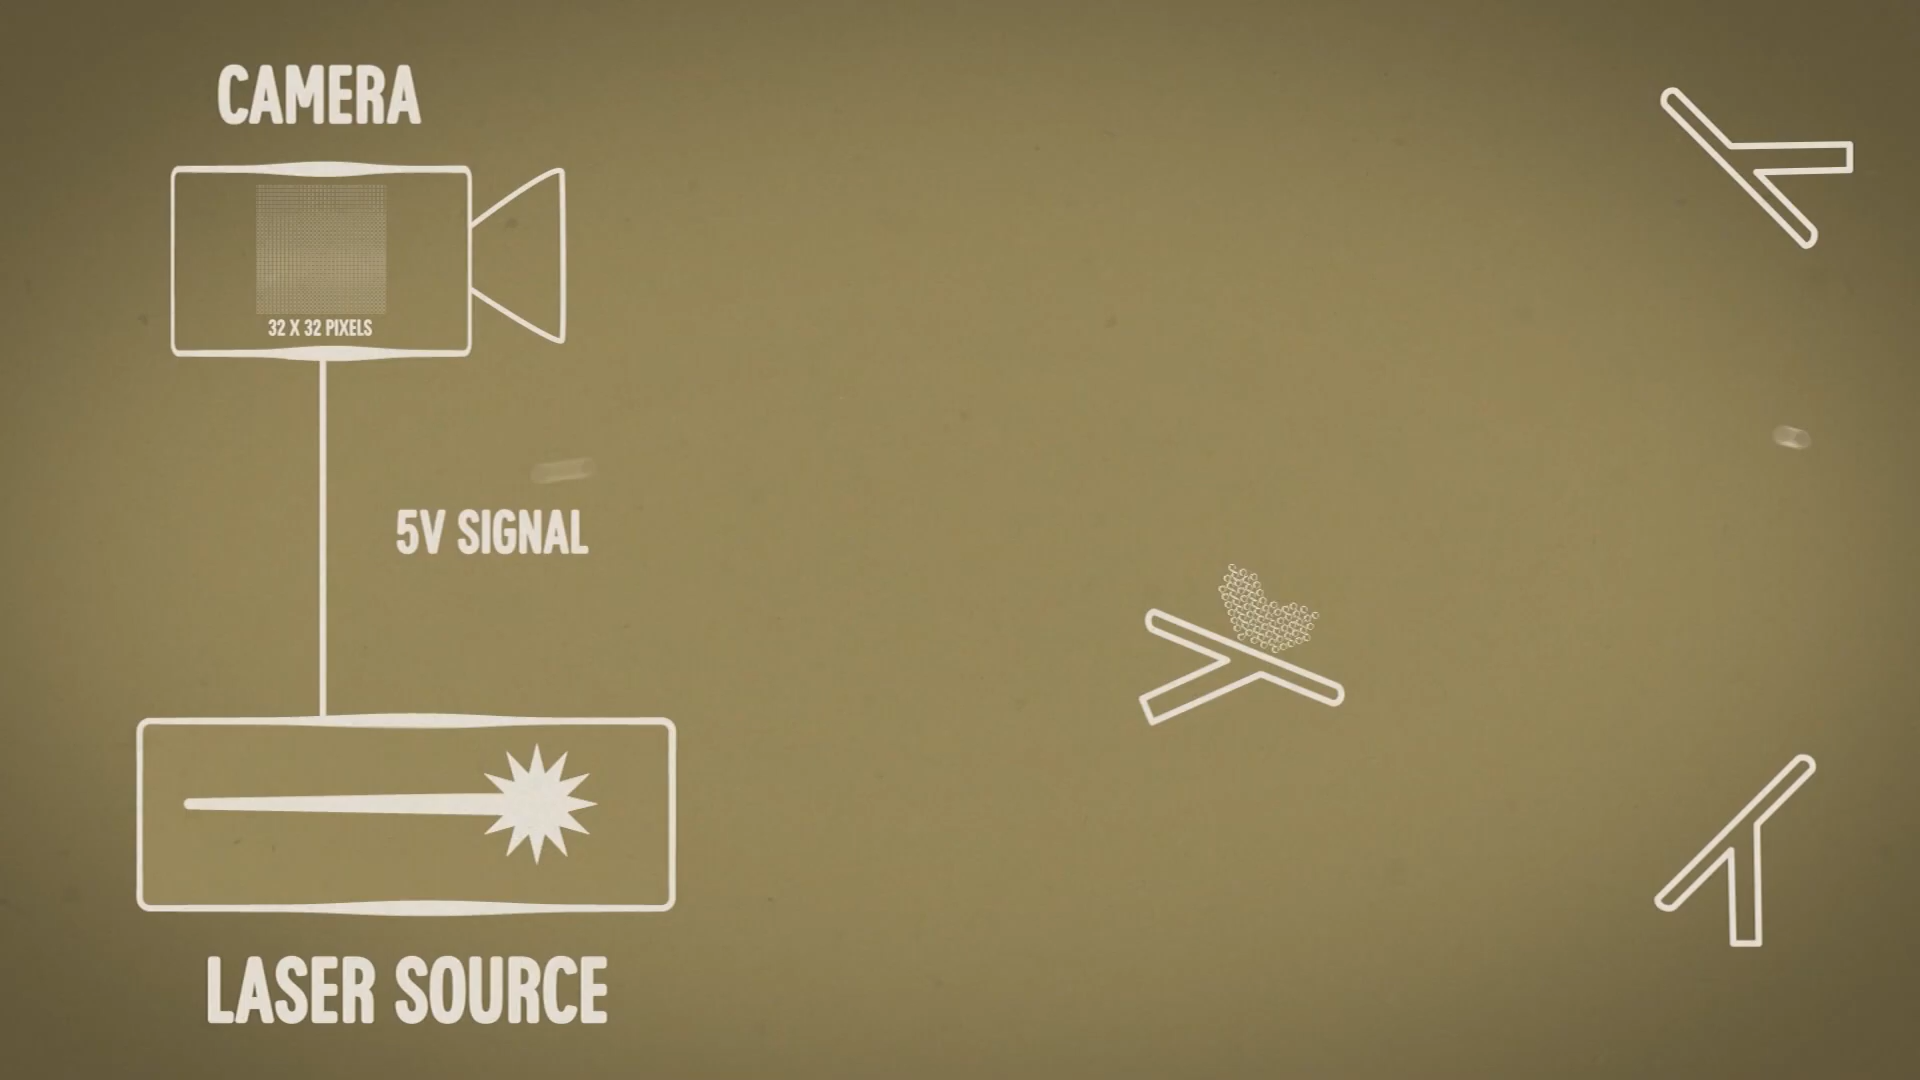 CAMERA
32 X 32 PIXELS
5V SIGNAL
LASER SOURCE